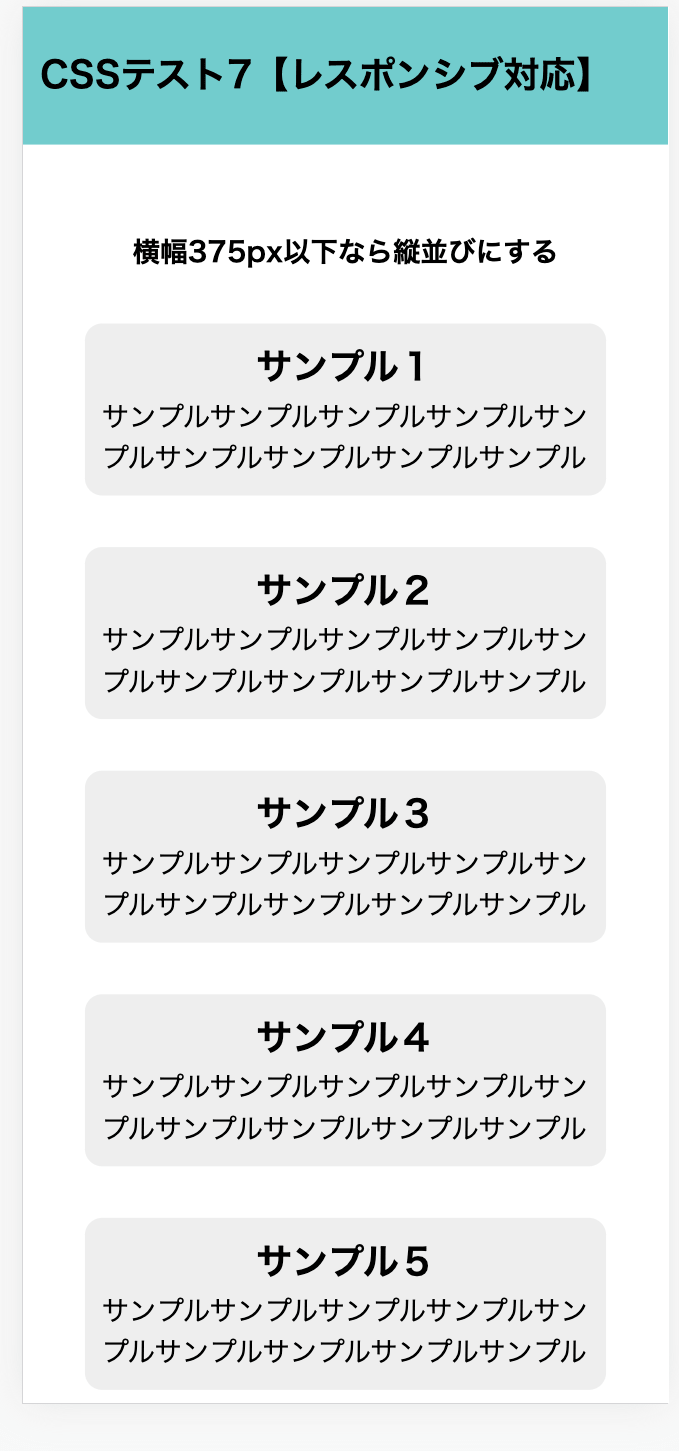 CSSテスト7【レスポンシブ対応】
横幅375px以下なら縦並びにする
サンプル１
サンプルサンプルサンプルサンプルサン
プルサンプルサンプルサンプルサンプル
サンプル２
サンプルサンプルサンプルサンプルサン
プルサンプルサンプルサンプルサンプル
サンプル３
サンプルサンプルサンプルサンプルサン
プルサンプルサンプルサンプルサンプル
サンプル４
サンプルサンプルサンプルサンプルサン
プルサンプルサンプルサンプルサンプル
サンプル５
サンプルサンプルサンプルサンプルサン
プルサンプルサンプルサンプルサンプル